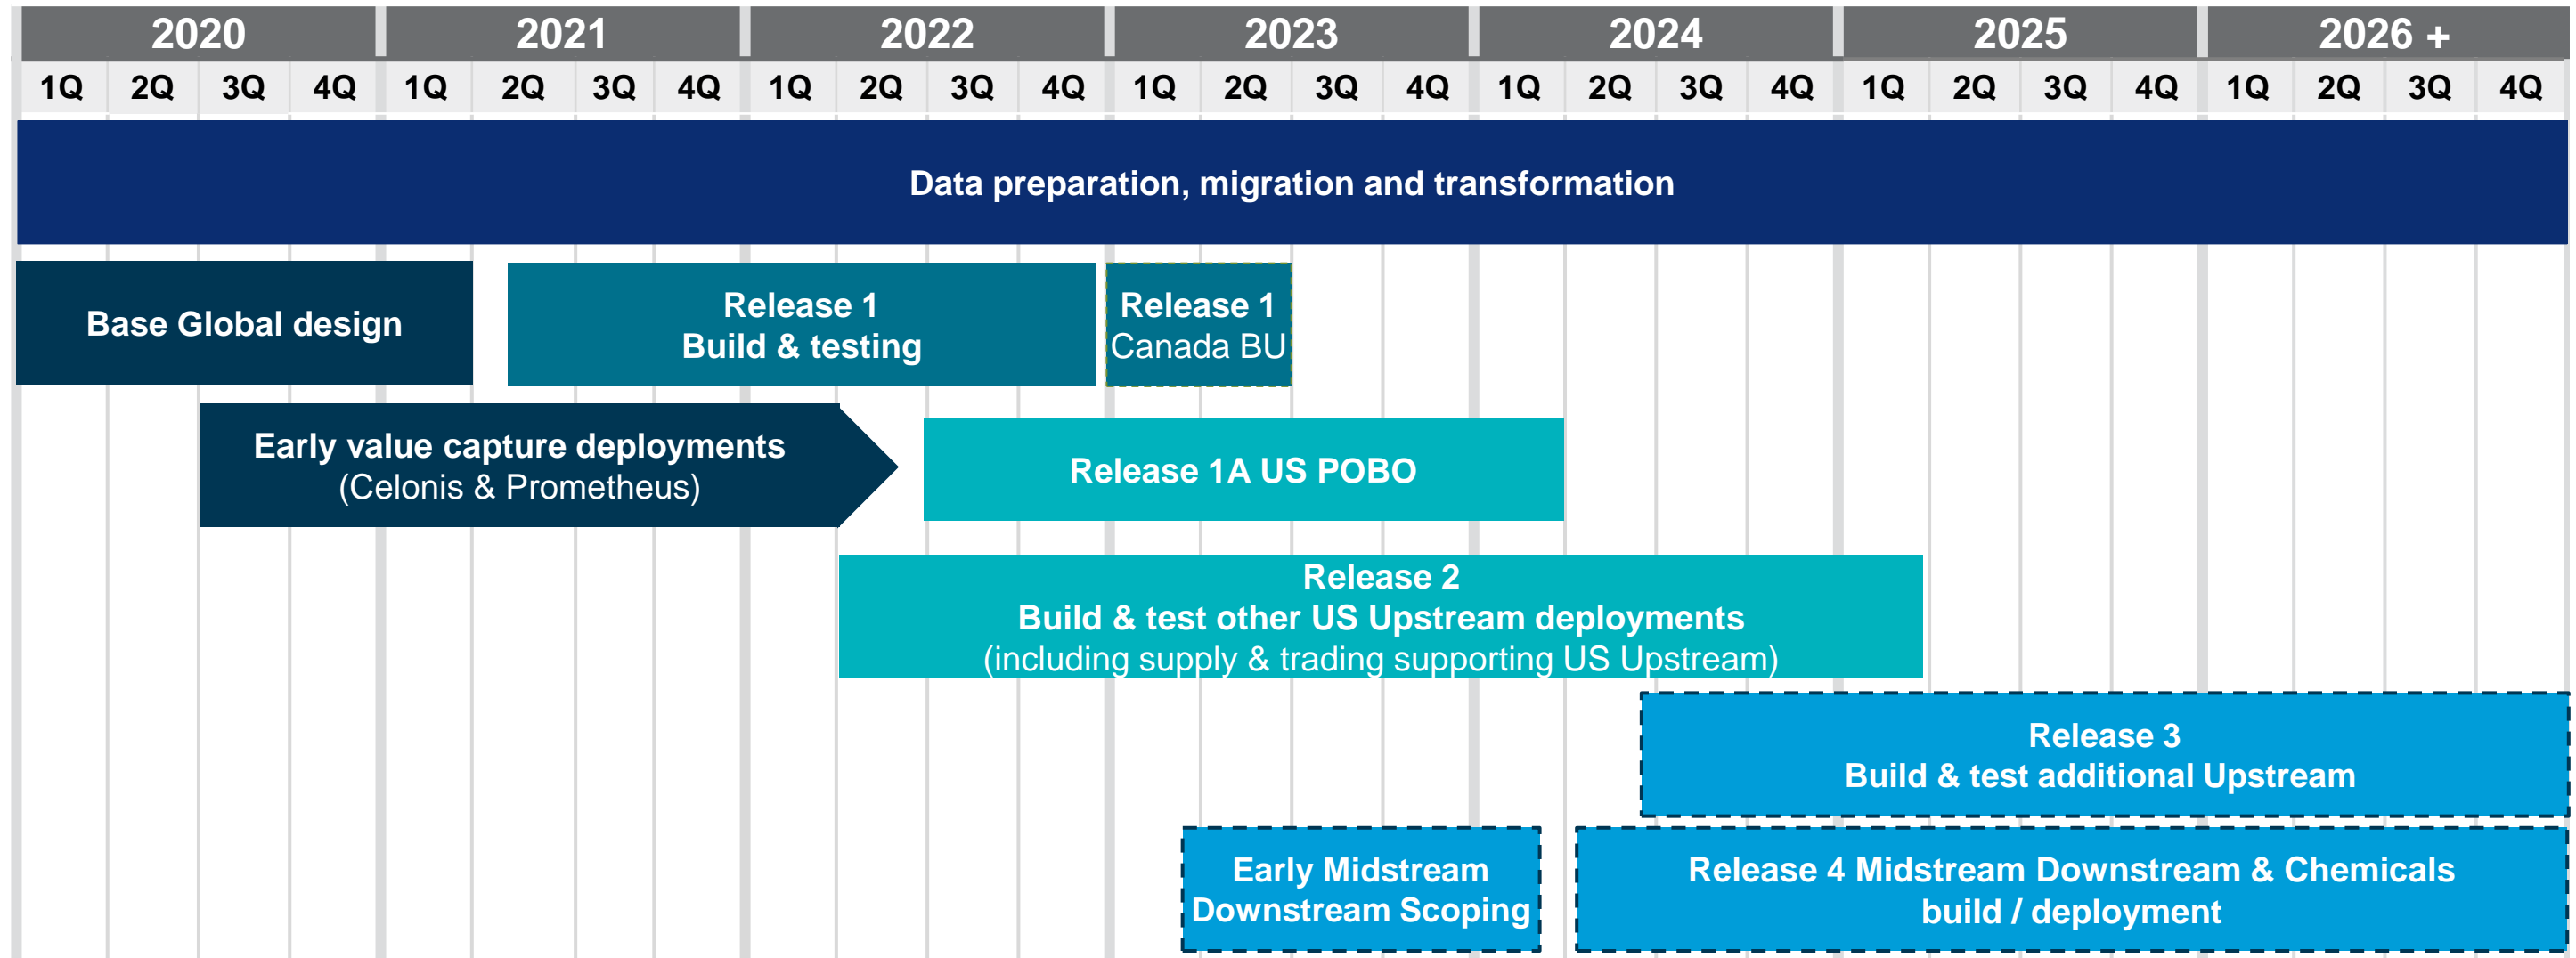 2020 2021 2022 2023 2024 2025 2026 +
1Q 2Q 3Q 4Q 1Q 2Q 3Q 4Q 1Q 2Q 3Q 4Q 1Q 2Q 3Q 4Q 1Q 2Q 3Q 4Q 1Q 2Q 3Q 4Q 1Q 2Q 3Q 4Q
Data preparation, migration and transformation
Base Global design
Release 1
Build & testing
Release 1
Canada BU
Early value capture deployments
(Celonis & Prometheus)
Release 1A US POBO
Release 2
Build & test other US Upstream deployments
(including supply & trading supporting US Upstream)
Release 3
Build & test additional Upstream
Early Midstream
Downstream Scoping
Release 4 Midstream Downstream & Chemicals
build / deployment